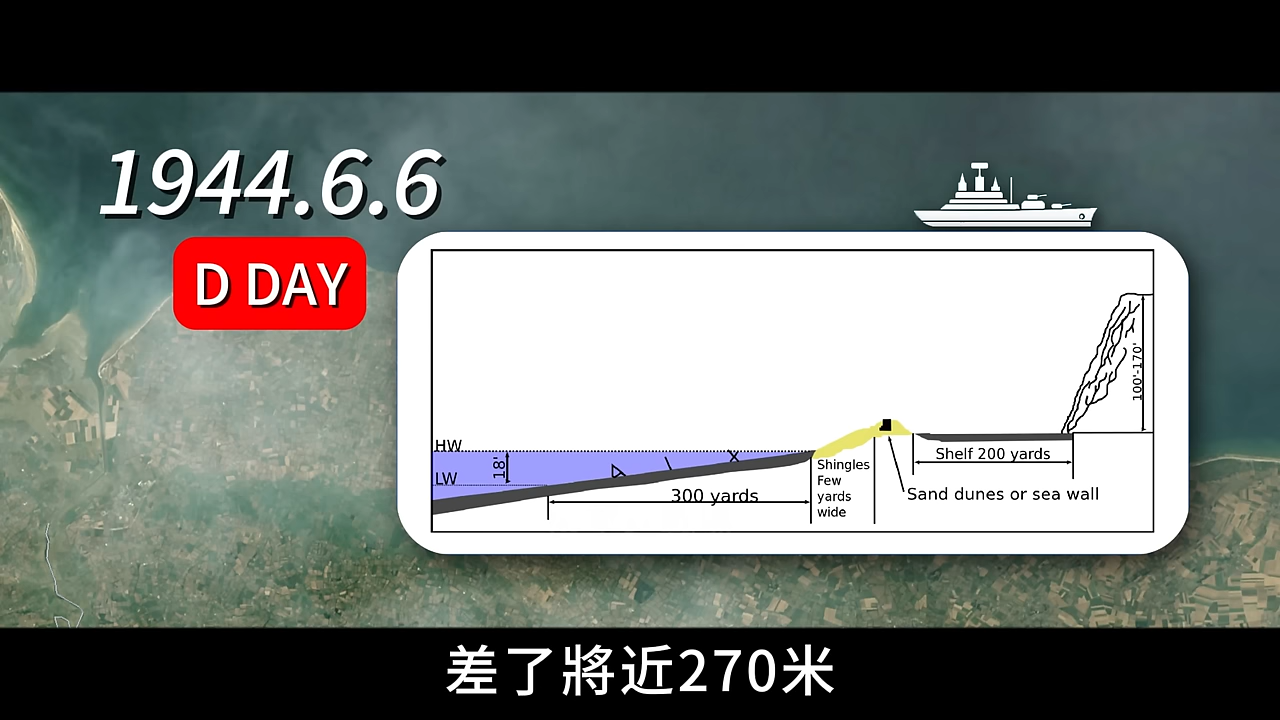 1944.6.6
D DAY
100'-170'
HW
18'
LW
Shingles
Few
yards
wide
Shelf 200 yards
300 yards
Sand dunes or sea wall
差了將近270米